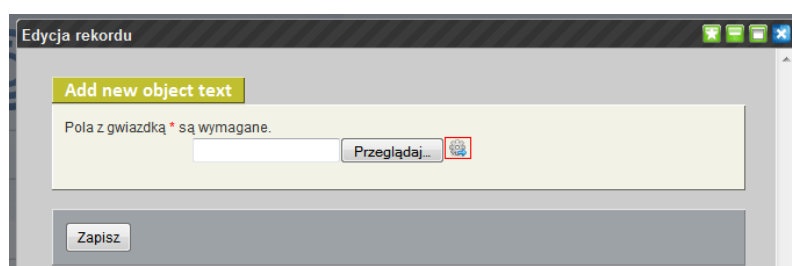 Edycja rekordu
Add new object text
Pola z gwiazdką * są wymagane.
Przeglądaj...
Zapisz